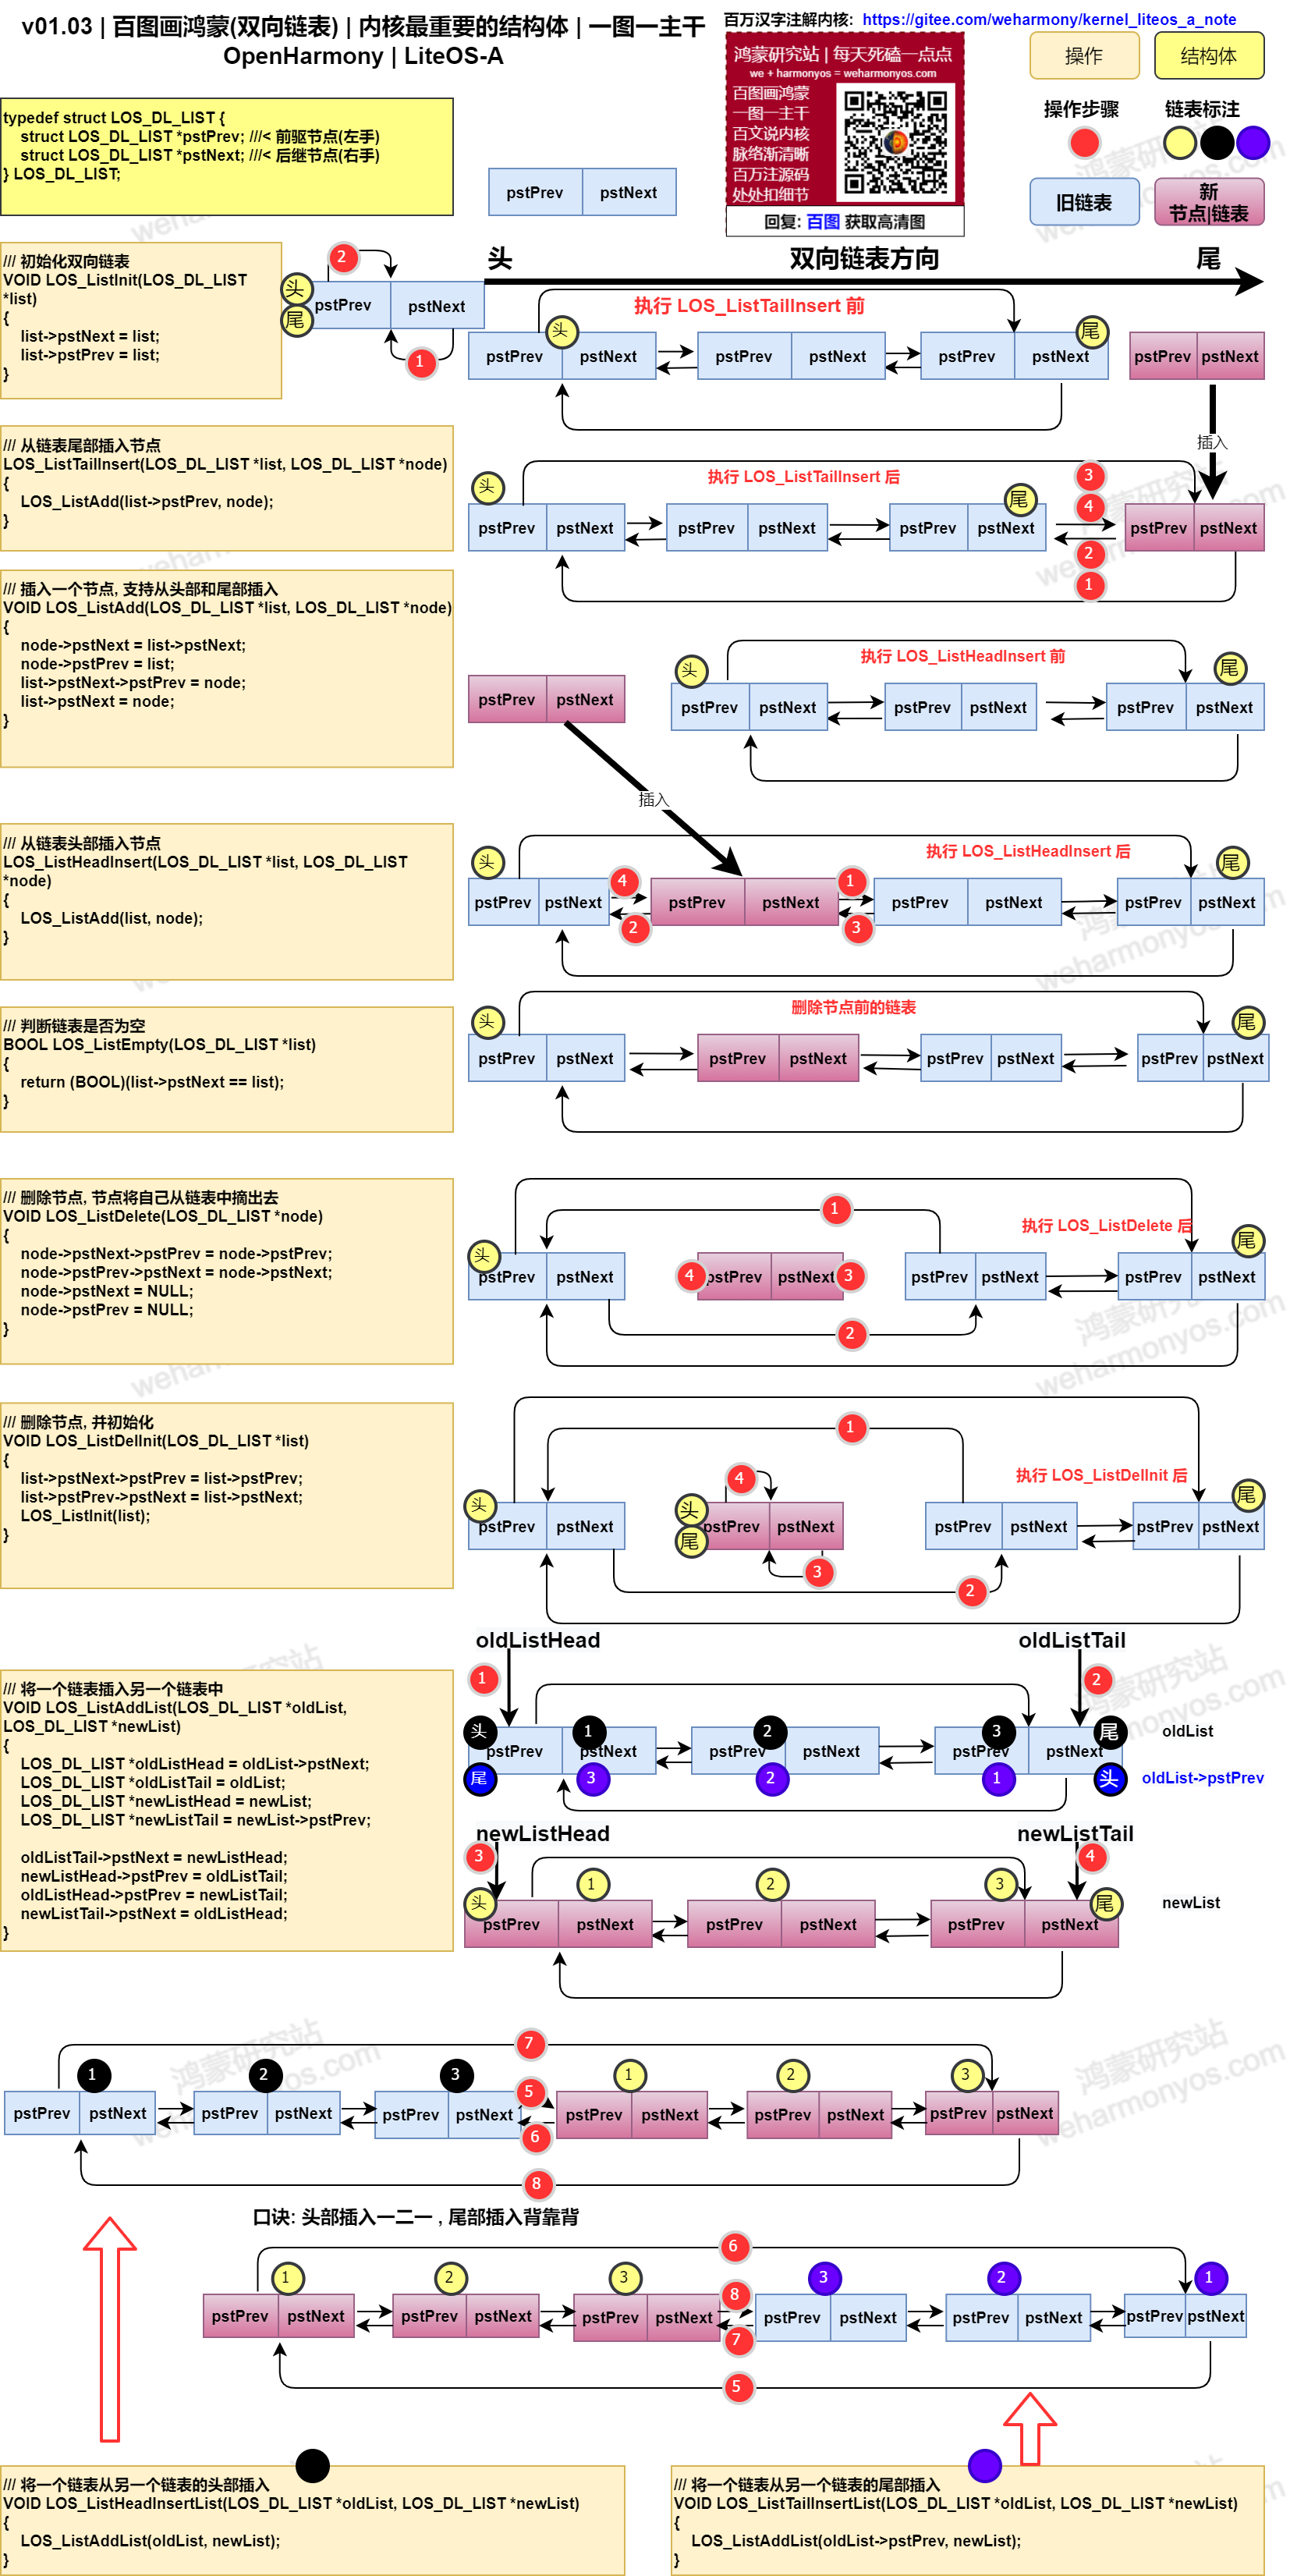 v01.03 | 百图画鸿蒙(双向链表) | 内核最重要的结构体 | 一图一主干
OpenHarmony | LiteOS-A
百万汉字注解内核: https://gitee.com/weharmony/kernel_liteos_a_note
鸿蒙研究站 | 每天死磕一点点
we + harmonyos = weharmonyos.com
百图画鸿蒙
一图一主干
百文说内核
脉络渐清晰
百万注源码
处处扣细节
回复: 百图 获取高清图
操作
结构体
操作步骤
链表标注
旧链表
新
节点|链表
typedef struct LOS_DL_LIST {
struct LOS_DL_LIST *pstPrev; ///< 前驱节点(左手)
struct LOS_DL_LIST *pstNext; ///< 后继节点(右手)
} LOS_DL_LIST;
pstPrev pstNext
头 双向链表方向 尾
/// 初始化双向链表
VOID LOS_ListInit(LOS_DL_LIST
*list)
{
list->pstNext = list;
list->pstPrev = list;
}
2
头
尾
pstPrev pstNext
1
执行 LOS_ListTailInsert 前
头 尾
pstPrev pstNext pstPrev pstNext pstPrev pstNext pstPrev pstNext
插入
/// 从链表尾部插入节点
LOS_ListTailInsert(LOS_DL_LIST *list, LOS_DL_LIST *node)
{
LOS_ListAdd(list->pstPrev, node);
}
执行 LOS_ListTailInsert 后
头 尾
3
4
pstPrev pstNext pstPrev pstNext pstPrev pstNext pstPrev pstNext
2
1
/// 插入一个节点, 支持从头部和尾部插入
VOID LOS_ListAdd(LOS_DL_LIST *list, LOS_DL_LIST *node)
{
node->pstNext = list->pstNext;
node->pstPrev = list;
list->pstNext->pstPrev = node;
list->pstNext = node;
}
执行 LOS_ListHeadInsert 前
头 尾
pstPrev pstNext pstPrev pstNext pstPrev pstNext pstPrev pstNext
插入
/// 从链表头部插入节点
LOS_ListHeadInsert(LOS_DL_LIST *list, LOS_DL_LIST
*node)
{
LOS_ListAdd(list, node);
}
执行 LOS_ListHeadInsert 后
头 尾
4 1
pstPrev pstNext pstPrev pstNext pstPrev pstNext pstPrev pstNext
2 3
/// 判断链表是否为空
BOOL LOS_ListEmpty(LOS_DL_LIST *list)
{
return (BOOL)(list->pstNext == list);
}
删除节点前的链表
头 尾
pstPrev pstNext pstPrev pstNext pstPrev pstNext pstPrev pstNext
/// 删除节点, 节点将自己从链表中摘出去
VOID LOS_ListDelete(LOS_DL_LIST *node)
{
node->pstNext->pstPrev = node->pstPrev;
node->pstPrev->pstNext = node->pstNext;
node->pstNext = NULL;
node->pstPrev = NULL;
}
1
执行 LOS_ListDelete 后
头 尾
pstPrev pstNext 4 pstPrev pstNext 3 pstPrev pstNext pstPrev pstNext
2
/// 删除节点, 并初始化
VOID LOS_ListDelInit(LOS_DL_LIST *list)
{
list->pstNext->pstPrev = list->pstPrev;
list->pstPrev->pstNext = list->pstNext;
LOS_ListInit(list);
}
1
执行 LOS_ListDelInit 后
4
头 头 尾
尾
pstPrev pstNext pstPrev pstNext pstPrev pstNext pstPrev pstNext
3
2
/// 将一个链表插入另一个链表中
VOID LOS_ListAddList(LOS_DL_LIST *oldList,
LOS_DL_LIST *newList)
{
LOS_DL_LIST *oldListHead = oldList->pstNext;
LOS_DL_LIST *oldListTail = oldList;
LOS_DL_LIST *newListHead = newList;
LOS_DL_LIST *newListTail = newList->pstPrev;
oldListTail->pstNext = newListHead;
newListHead->pstPrev = oldListTail;
oldListHead->pstPrev = newListTail;
newListTail->pstNext = oldListHead;
}
oldListHead oldListTail
1 2
头 1 2 3 尾 oldList
pstPrev pstNext pstPrev pstNext pstPrev pstNext
尾 3 2 1 头 oldList->pstPrev
newListHead newListTail
3 4
1 2 3
头 尾 newList
pstPrev pstNext pstPrev pstNext pstPrev pstNext
7
1 2 3 1 2 3
5
pstPrev pstNext pstPrev pstNext pstPrev pstNext pstPrev pstNext pstPrev pstNext pstPrev pstNext
6
8
口诀: 头部插入一二一 , 尾部插入背靠背
6
1 2 3 3 2 1
8
pstPrev pstNext pstPrev pstNext pstPrev pstNext pstPrev pstNext pstPrev pstNext pstPrev pstNext
7
5
/// 将一个链表从另一个链表的头部插入
VOID LOS_ListHeadInsertList(LOS_DL_LIST *oldList, LOS_DL_LIST *newList)
{
LOS_ListAddList(oldList, newList);
}
/// 将一个链表从另一个链表的尾部插入
VOID LOS_ListTailInsertList(LOS_DL_LIST *oldList, LOS_DL_LIST *newList)
{
LOS_ListAddList(oldList->pstPrev, newList);
}